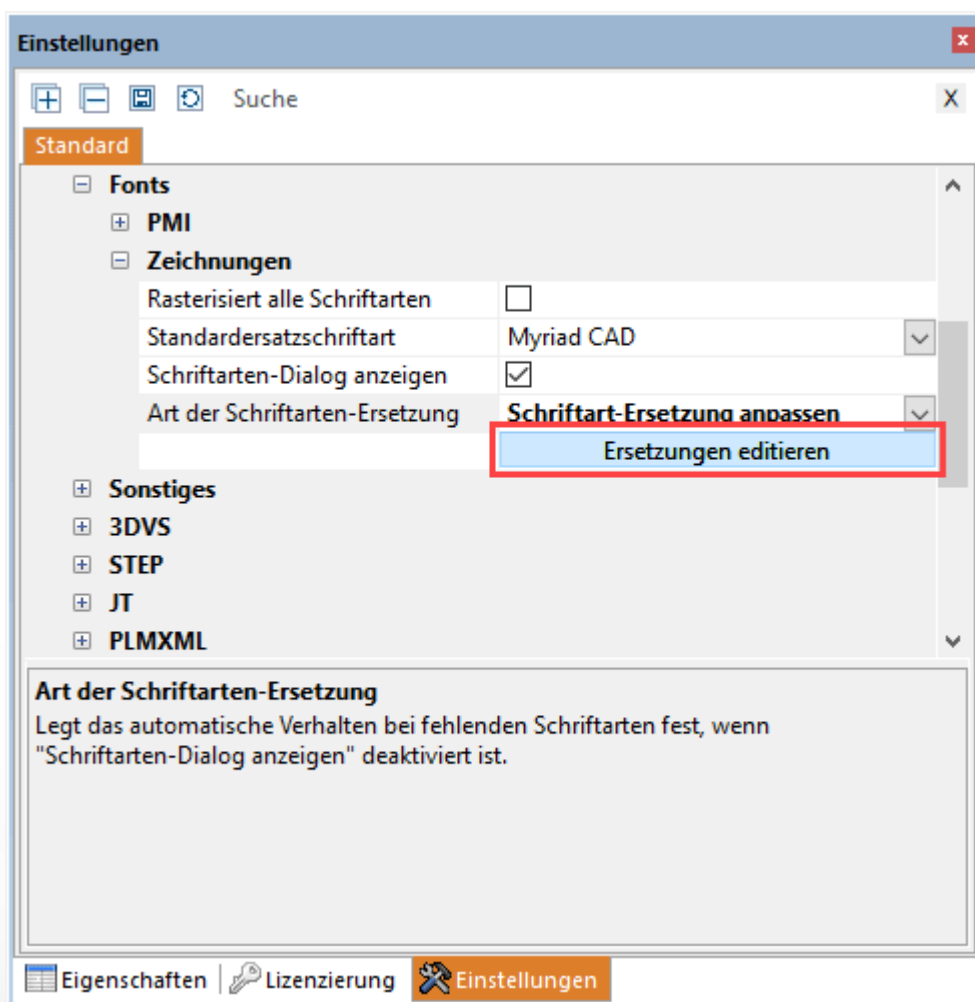 Einstellungen
x
Suche
X
Standard
Fonts
PMI
Zeichnungen
Rasterisiert alle Schriftarten
Standardersatzschriftart Myriad CAD
Schriftarten-Dialog anzeigen
Art der Schriftarten-Ersetzung Schriftart-Ersetzung anpassen
Ersetzungen editieren
Sonstiges
3DVS
STEP
JT
PLMXML
Art der Schriftarten-Ersetzung
Legt das automatische Verhalten bei fehlenden Schriftarten fest, wenn
"Schriftarten-Dialog anzeigen" deaktiviert ist.
Eigenschaften Lizenzierung Einstellungen